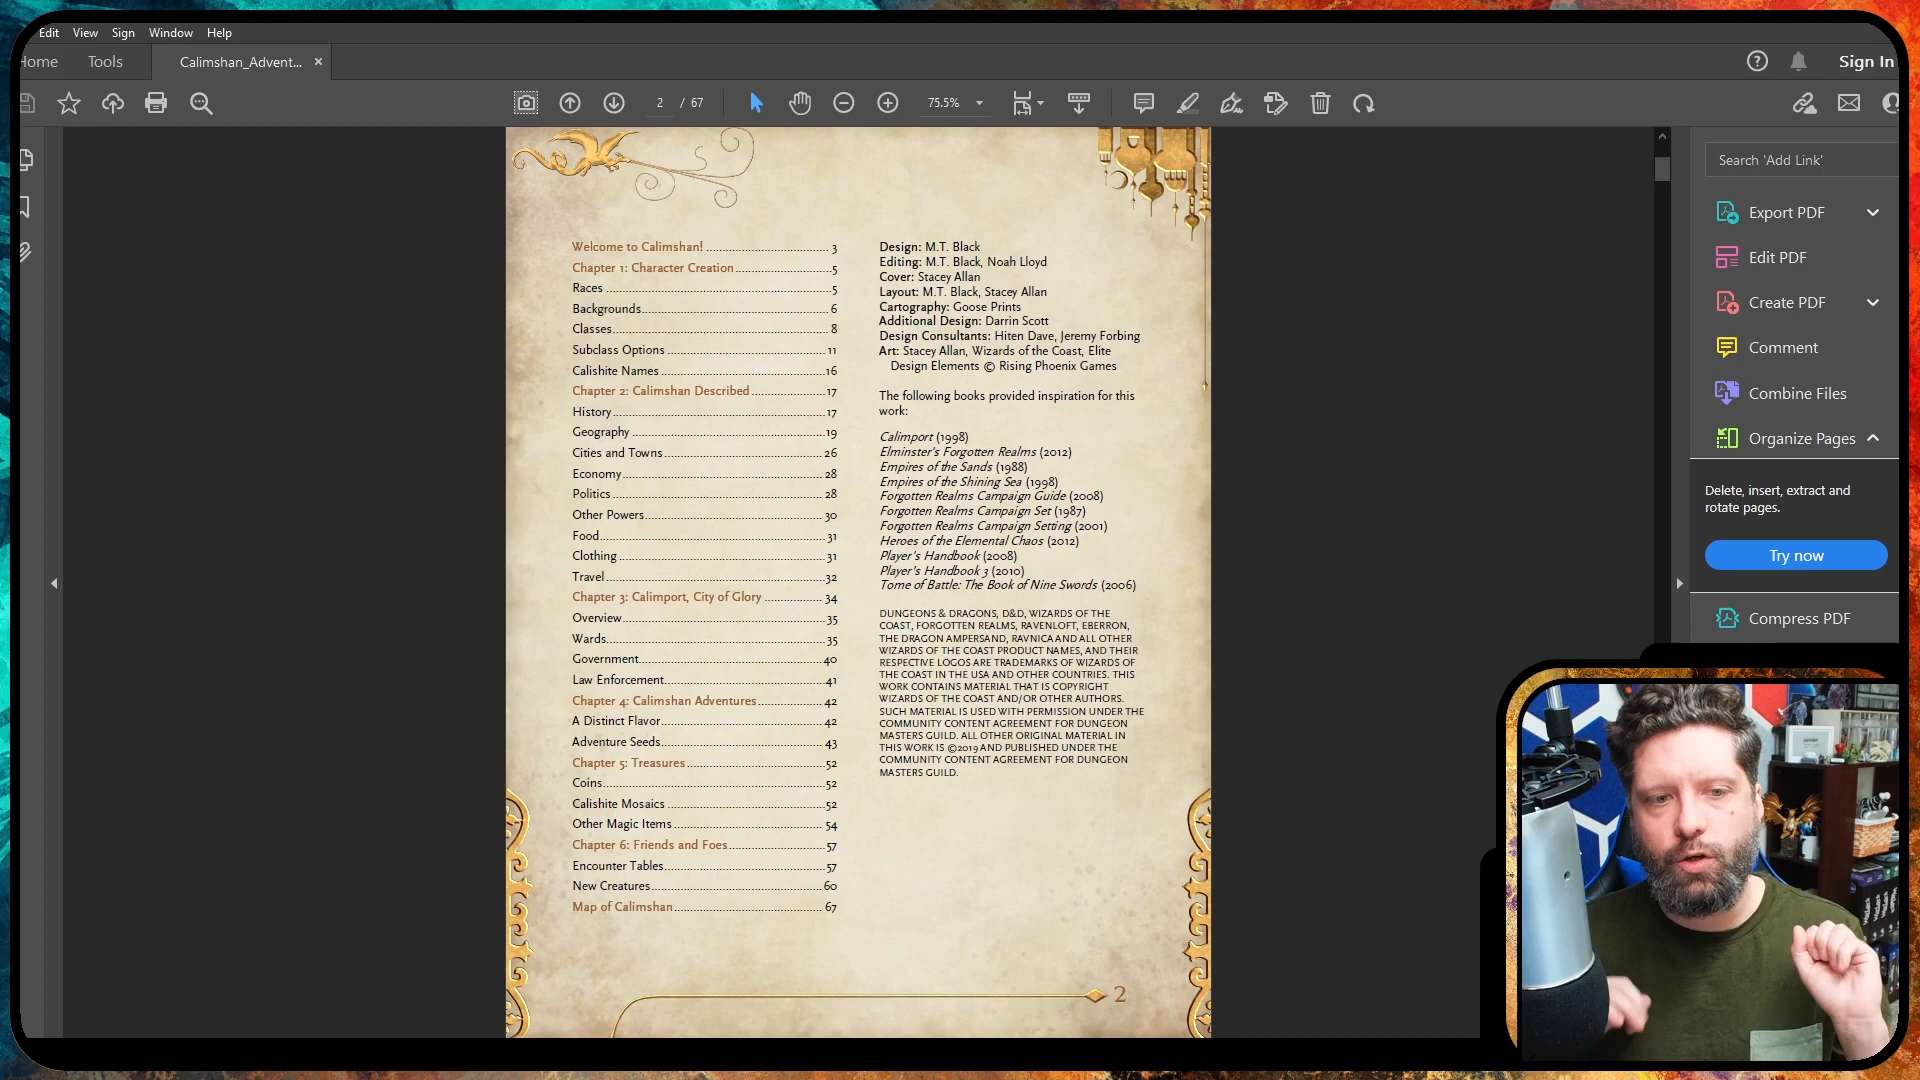 Edit View Sign Window Help
Home Tools Calimshan_Advent... × Sign In
2 / 67 75.5%
Search 'Add Link'
Export PDF
Edit PDF
Create PDF
Comment
Combine Files
Organize Pages
Delete, insert, extract and
rotate pages.
Try now
Compress PDF
Welcome to Calimshan! 3
Chapter 1: Character Creation 5
Races 5
Backgrounds 6
Classes 8
Subclass Options 11
Calishite Names 16
Chapter 2: Calimshan Described 17
History 17
Geography 19
Cities and Towns 26
Economy 28
Politics 28
Other Powers 30
Food 31
Clothing 31
Travel 32
Chapter 3: Calimport, City of Glory 34
Overview 35
Wards 35
Government 40
Law Enforcement 41
Chapter 4: Calimshan Adventures 42
A Distinct Flavor 42
Adventure Seeds 43
Chapter 5: Treasures 52
Coins 52
Calishite Mosaics 52
Other Magic Items 54
Chapter 6: Friends and Foes 57
Encounter Tables 57
New Creatures 60
Map of Calimshan 67
Design: M.T. Black
Editing: M.T. Black, Noah Lloyd
Cover: Stacey Allan
Layout: M.T. Black, Stacey Allan
Cartography: Goose Prints
Additional Design: Darrin Scott
Design Consultants: Hiten Dave, Jeremy Forbing
Art: Stacey Allan, Wizards of the Coast, Elite
Design Elements © Rising Phoenix Games
The following books provided inspiration for this
work:
Calimport (1998)
Elminster's Forgotten Realms (2012)
Empires of the Sands (1988)
Empires of the Shining Sea (1998)
Forgotten Realms Campaign Guide (2008)
Forgotten Realms Campaign Set (1987)
Forgotten Realms Campaign Setting (2001)
Heroes of the Elemental Chaos (2012)
Player's Handbook (2008)
Player's Handbook 3 (2010)
Tome of Battle: The Book of Nine Swords (2006)
DUNGEONS & DRAGONS, D&D, WIZARDS OF THE
COAST, FORGOTTEN REALMS, RAVENLOFT, EBERRON,
THE DRAGON AMPERSAND, RAVNICA AND ALL OTHER
WIZARDS OF THE COAST PRODUCT NAMES, AND THEIR
RESPECTIVE LOGOS ARE TRADEMARKS OF WIZARDS OF
THE COAST IN THE USA AND OTHER COUNTRIES. THIS
WORK CONTAINS MATERIAL THAT IS COPYRIGHT
WIZARDS OF THE COAST AND/OR OTHER AUTHORS.
SUCH MATERIAL IS USED WITH PERMISSION UNDER THE
COMMUNITY CONTENT AGREEMENT FOR DUNGEON
MASTERS GUILD. ALL OTHER ORIGINAL MATERIAL IN
THIS WORK IS ©2019 AND PUBLISHED UNDER THE
COMMUNITY CONTENT AGREEMENT FOR DUNGEON
MASTERS GUILD.
2